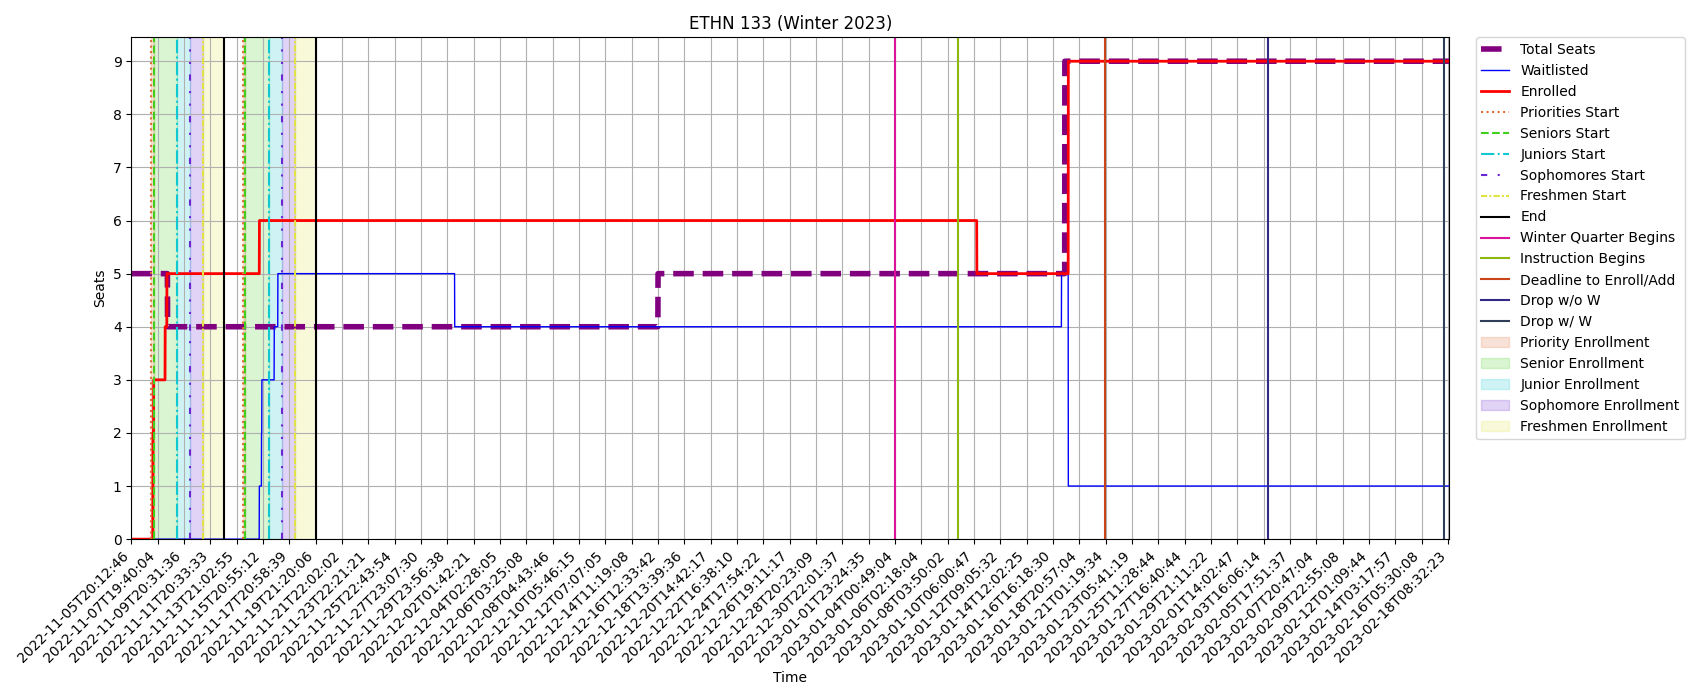 ETHN 133 (Winter 2023)
Seats
9
8
7
6
5
4
3
2
1
0
2022-11-05T20:12:46
2022-11-07T19:40:04
2022-11-09T20:31:36
2022-11-11T20:33:33
2022-11-13T21:02:55
2022-11-15T20:55:12
2022-11-17T20:58:39
2022-11-19T21:20:06
2022-11-21T22:02:02
2022-11-23T22:21:21
2022-11-25T22:43:54
2022-11-27T23:07:30
2022-11-29T23:56:38
2022-12-02T01:42:21
2022-12-04T02:28:05
2022-12-06T03:25:08
2022-12-08T04:43:46
2022-12-10T05:46:15
2022-12-12T07:07:05
2022-12-14T11:19:08
2022-12-16T12:33:42
2022-12-18T13:39:36
2022-12-20T14:42:17
2022-12-22T16:38:10
2022-12-24T17:54:22
2022-12-26T19:11:17
2022-12-28T20:23:09
2022-12-30T22:01:37
2023-01-01T23:24:35
2023-01-04T00:49:04
2023-01-06T02:18:04
2023-01-08T03:50:02
2023-01-10T06:00:47
2023-01-12T09:05:32
2023-01-14T12:02:25
2023-01-16T16:18:30
2023-01-18T20:57:04
2023-01-21T01:19:34
2023-01-23T05:41:19
2023-01-25T11:28:44
2023-01-27T16:40:44
2023-01-29T21:11:22
2023-02-01T14:02:47
2023-02-03T16:06:14
2023-02-05T17:51:37
2023-02-07T20:47:04
2023-02-09T22:55:08
2023-02-12T01:09:44
2023-02-14T03:17:57
2023-02-16T05:30:08
2023-02-18T08:32:23
Time
Total Seats
Waitlisted
Enrolled
Priorities Start
Seniors Start
Juniors Start
Sophomores Start
Freshmen Start
End
Winter Quarter Begins
Instruction Begins
Deadline to Enroll/Add
Drop w/o W
Drop w/ W
Priority Enrollment
Senior Enrollment
Junior Enrollment
Sophomore Enrollment
Freshmen Enrollment